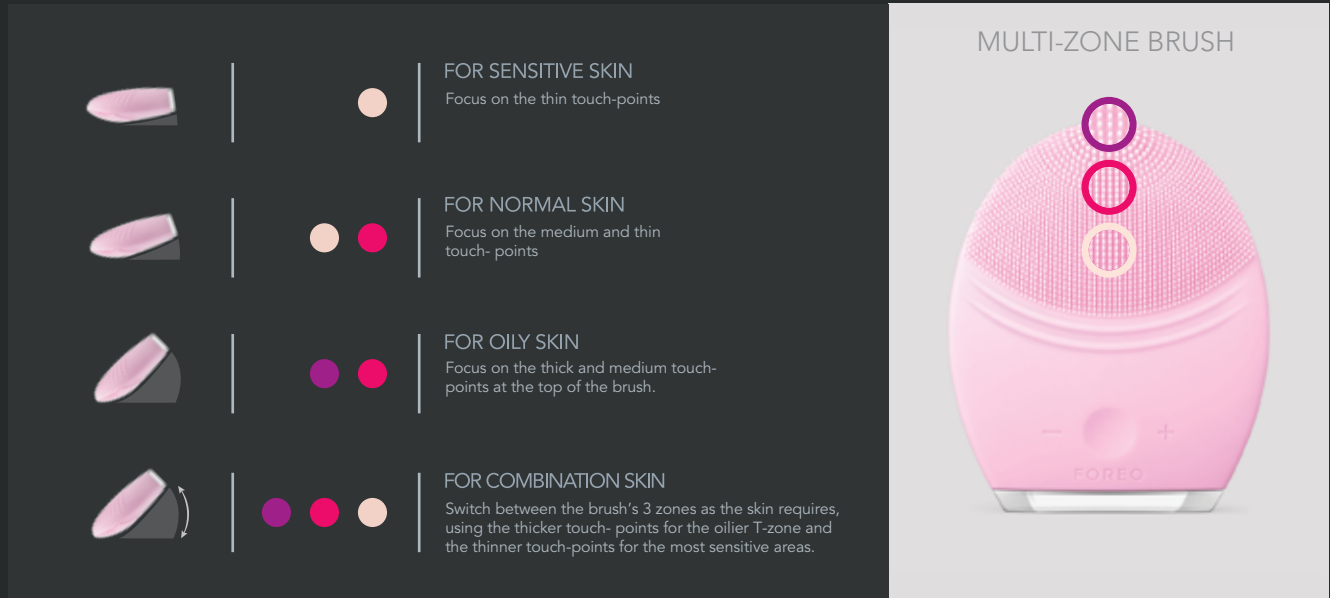 FOR SENSITIVE SKIN
Focus on the thin touch-points
FOR NORMAL SKIN
Focus on the medium and thin
touch- points
FOR OILY SKIN
Focus on the thick and medium touch-
points at the top of the brush.
FOR COMBINATION SKIN
Switch between the brush's 3 zones as the skin requires,
using the thicker touch- points for the oilier T-zone and
the thinner touch-points for the most sensitive areas.
MULTI-ZONE BRUSH
− +
FOREO